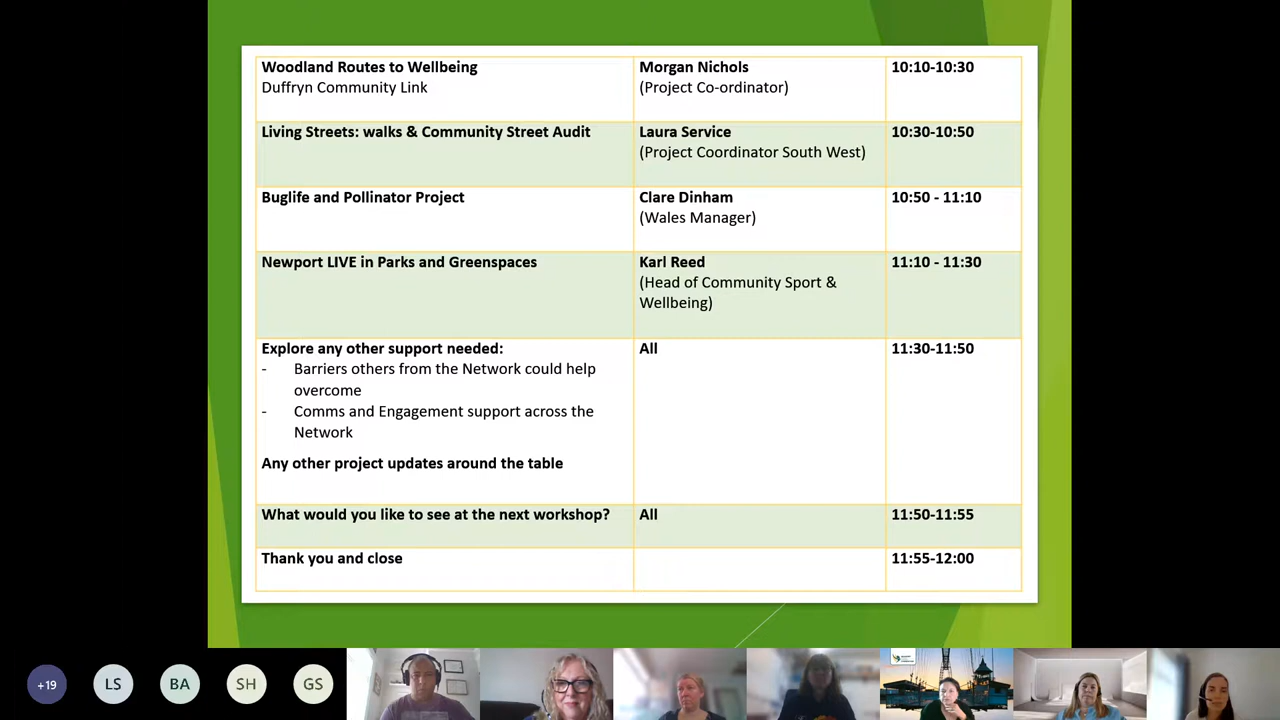 Woodland Routes to Wellbeing
Duffryn Community Link
Morgan Nichols
(Project Co-ordinator)
10:10-10:30
Living Streets: walks & Community Street Audit
Laura Service
(Project Coordinator South West)
10:30-10:50
Buglife and Pollinator Project
Clare Dinham
(Wales Manager)
10:50 - 11:10
Newport LIVE in Parks and Greenspaces
Karl Reed
(Head of Community Sport &
Wellbeing)
11:10 - 11:30
Explore any other support needed:
- Barriers others from the Network could help
overcome
- Comms and Engagement support across the
Network
Any other project updates around the table
All
11:30-11:50
What would you like to see at the next workshop?
All
11:50-11:55
Thank you and close
11:55-12:00
+19
LS
BA
SH
GS